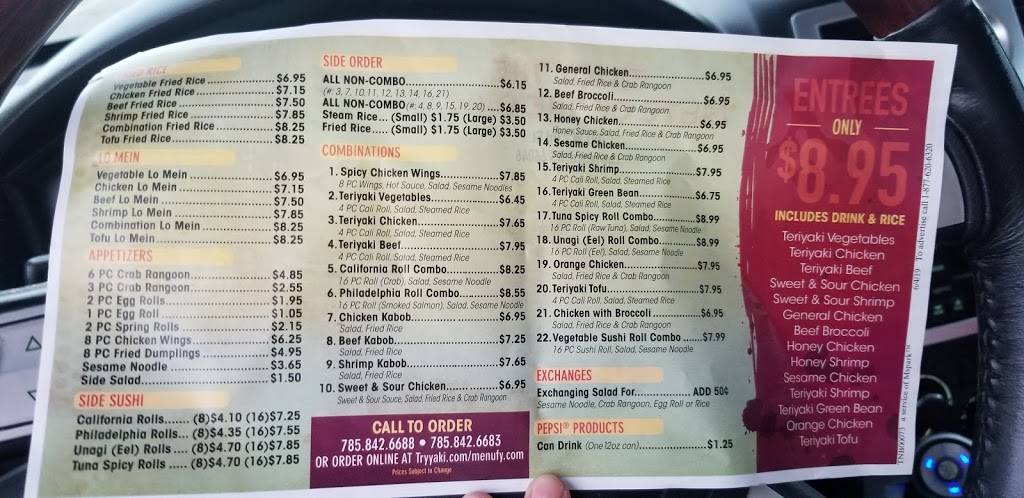 RICE
Vegetable Fried Rice $6.95
Chicken Fried Rice $7.15
Beef Fried Rice $7.50
Shrimp Fried Rice $7.85
Combination Fried Rice $8.25
Tofu Fried Rice $8.25
LO MEIN
Vegetable Lo Mein $6.95
Chicken Lo Mein $7.15
Beef Lo Mein $7.50
Shrimp Lo Mein $7.85
Combination Lo Mein $8.25
Tofu Lo Mein $8.25
APPETIZERS
6 PC Crab Rangoon $4.85
3 PC Crab Rangoon $2.55
2 PC Egg Rolls $1.95
1 PC Egg Roll $1.05
2 PC Spring Rolls $2.15
8 PC Chicken Wings $6.25
8 PC Fried Dumplings $4.95
Sesame Noodle $3.65
Side Salad $1.50
SIDE SUSHI
California Rolls...... (8)$4.10 (16)$7.25
Philadelphia Rolls.... (8)$4.35 (16)$7.55
Unagi (Eel) Rolls .... (8)$4.70 (16)$7.85
Tuna Spicy Rolls .... (8)$4.70 (16)$7.85
SIDE ORDER
ALL NON-COMBO $6.15
(#: 3, 7, 10, 11, 12, 13, 14, 16, 21)
ALL NON-COMBO (#: 4, 8, 9, 15, 19, 20) .... $6.85
Steam Rice.... (Small) $1.75 (Large) $3.50
Fried Rice.... (Small) $1.75 (Large) $3.50
COMBINATIONS
1. Spicy Chicken Wings $7.85
8 PC Wings, Hot Sauce, Salad, Sesame Noodles
2. Teriyaki Vegetables $6.45
4 PC Cali Roll, Salad, Steamed Rice
3. Teriyaki Chicken $7.65
4 PC Cali Roll, Salad, Steamed Rice
4. Teriyaki Beef $7.95
4 PC Cali Roll, Salad, Steamed Rice
5. California Roll Combo $8.25
16 PC Roll (Crab), Salad, Sesame Noodle
6. Philadelphia Roll Combo $8.55
16 PC Roll (Smoked Salmon), Salad, Sesame Noodle
7. Chicken Kabob $6.95
Salad, Fried Rice
8. Beef Kabob $7.25
Salad, Fried Rice
9. Shrimp Kabob $7.65
Salad, Fried Rice
10. Sweet & Sour Chicken $6.95
Sweet & Sour Sauce, Salad, Fried Rice & Crab Rangoon
CALL TO ORDER
785.842.6688 • 785.842.6683
OR ORDER ONLINE AT Tryyaki.com/menufy.com
Prices Subject to Change
11. General Chicken $6.95
Salad, Fried Rice & Crab Rangoon
12. Beef Broccoli $6.95
Salad, Fried Rice & Crab Rangoon
13. Honey Chicken $6.95
Honey Sauce, Salad, Fried Rice & Crab Rangoon
14. Sesame Chicken $6.95
Salad, Fried Rice & Crab Rangoon
15. Teriyaki Shrimp $7.95
4 PC Cali Roll, Salad, Steamed Rice
16. Teriyaki Green Bean $6.75
4 PC Cali Roll, Salad, Steamed Rice
17. Tuna Spicy Roll Combo $8.99
16 PC Roll (Raw Tuna), Salad, Sesame Noodle
18. Unagi (Eel) Roll Combo $8.99
16 PC Roll (Eel), Salad, Sesame Noodle
19. Orange Chicken $7.95
Salad, Fried Rice & Crab Rangoon
20. Teriyaki Tofu $7.95
4 PC Cali Roll, Salad, Steamed Rice
21. Chicken with Broccoli $6.95
Salad, Fried Rice & Crab Rangoon
22. Vegetable Sushi Roll Combo $7.99
16 PC Sushi Roll, Salad, Sesame Noodle
EXCHANGES
Exchanging Salad For ADD 50¢
Sesame Noodle, Crab Rangoon, Egg Roll or Rice
PEPSI® PRODUCTS
Can Drink (One 12oz can) $1.25
ENTREES
ONLY
$8.95
INCLUDES DRINK & RICE
Teriyaki Vegetables
Teriyaki Chicken
Teriyaki Beef
Sweet & Sour Chicken
Sweet & Sour Shrimp
General Chicken
Beef Broccoli
Honey Chicken
Honey Shrimp
Sesame Chicken
Teriyaki Shrimp
Teriyaki Green Bean
Orange Chicken
Teriyaki Tofu
TNB00073 a service of Mspark™ 6/4/19 To advertise call 1-877-620-6320